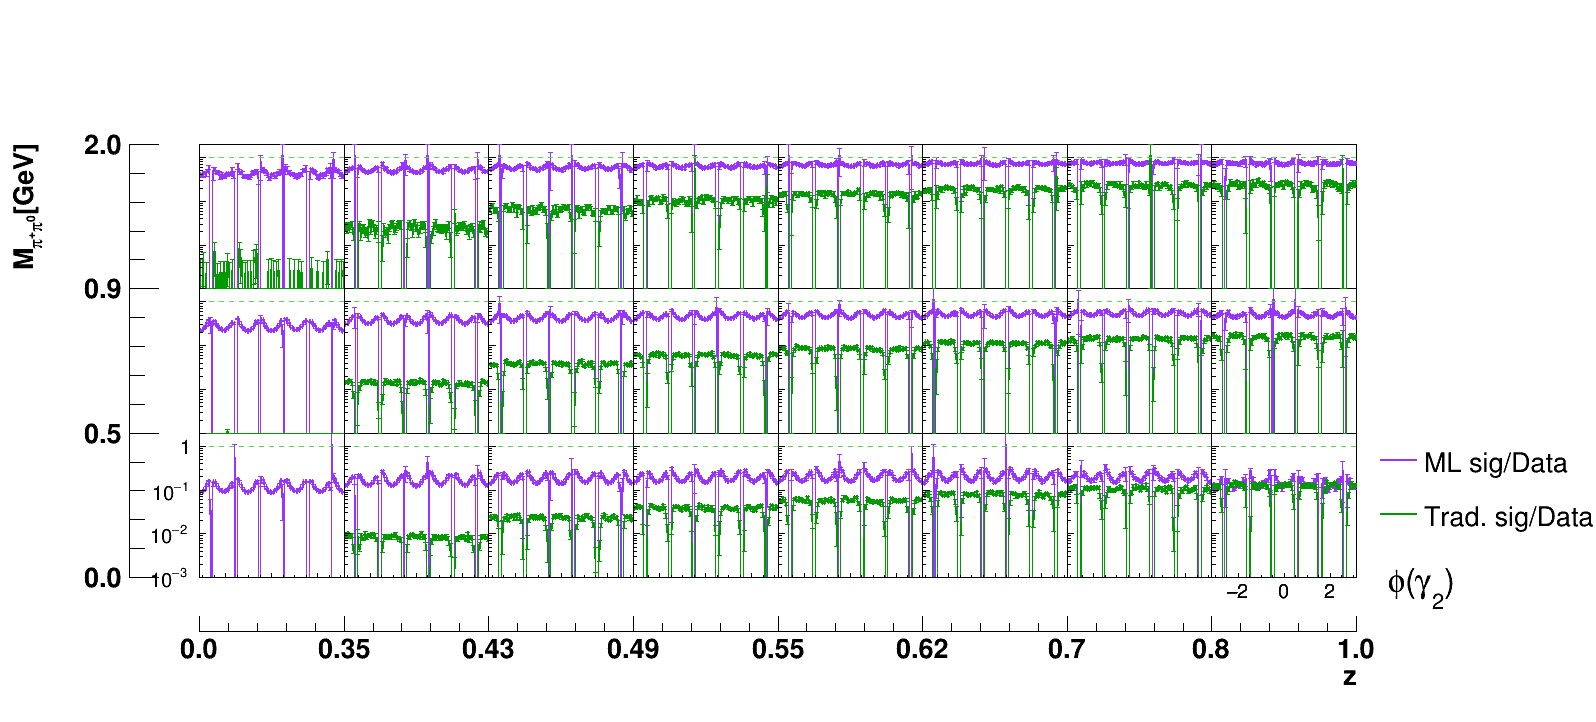 M π⁺π⁰ [GeV]
2.0
0.9
0.5
0.0
1
10⁻¹
10⁻²
10⁻³
ML sig/Data
Trad. sig/Data
−2 0 2
ϕ(γ₂)
0.0 0.35 0.43 0.49 0.55 0.62 0.7 0.8 1.0
z